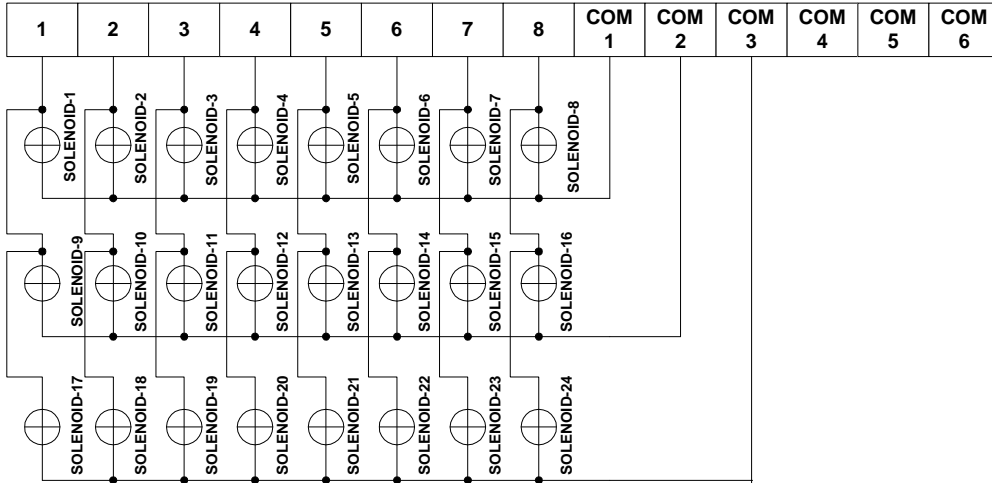 1 2 3 4 5 6 7 8 COM 1 COM 2 COM 3 COM 4 COM 5 COM 6
SOLENOID-1
SOLENOID-2
SOLENOID-3
SOLENOID-4
SOLENOID-5
SOLENOID-6
SOLENOID-7
SOLENOID-8
SOLENOID-9
SOLENOID-10
SOLENOID-11
SOLENOID-12
SOLENOID-13
SOLENOID-14
SOLENOID-15
SOLENOID-16
SOLENOID-17
SOLENOID-18
SOLENOID-19
SOLENOID-20
SOLENOID-21
SOLENOID-22
SOLENOID-23
SOLENOID-24